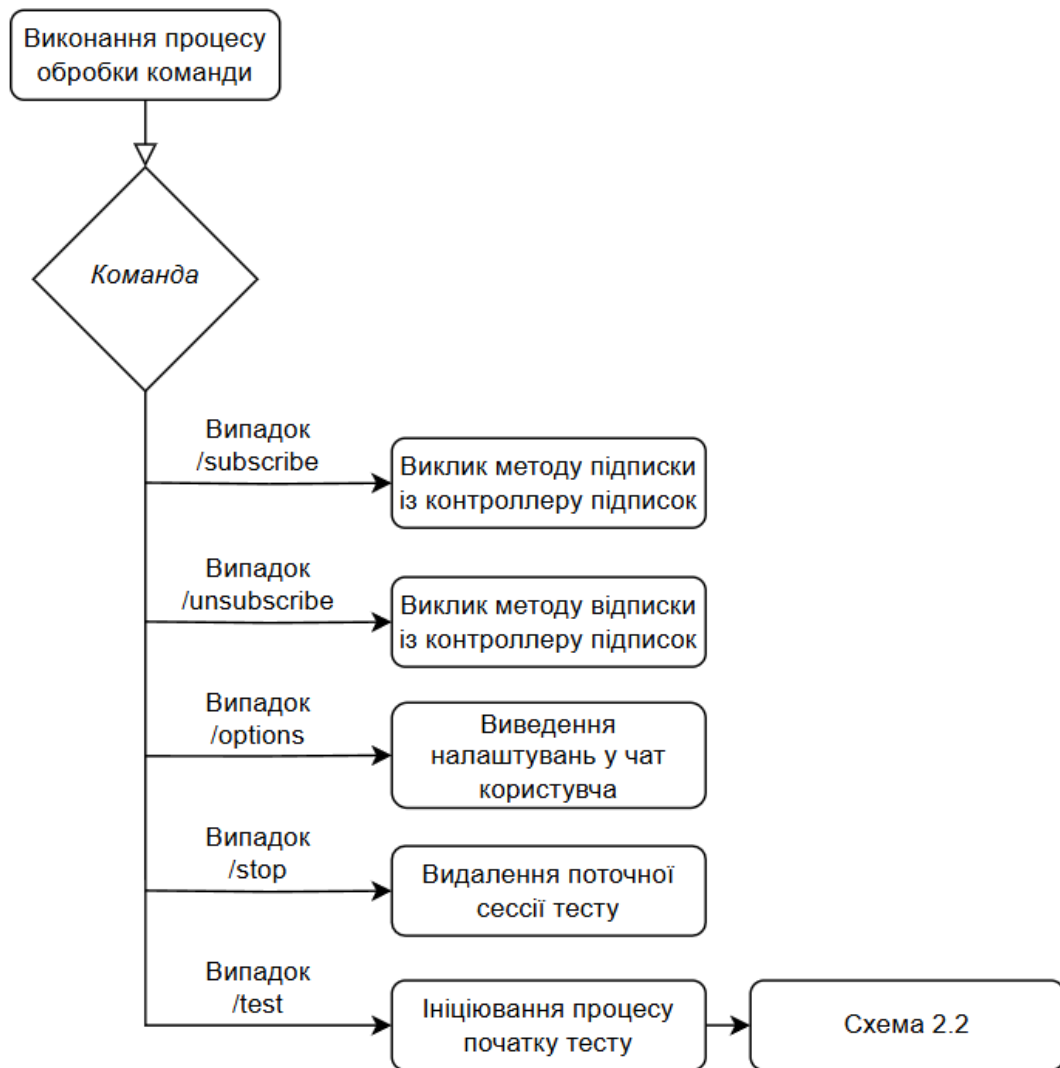 Виконання процесу
обробки команди
Команда
Випадок
/subscribe
Виклик методу підписки
із контроллеру підписок
Випадок
/unsubscribe
Виклик методу відписки
із контроллеру підписок
Випадок
/options
Виведення
налаштувань у чат
користувча
Випадок
/stop
Видалення поточної
сессії тесту
Випадок
/test
Ініціювання процесу
початку тесту
Схема 2.2